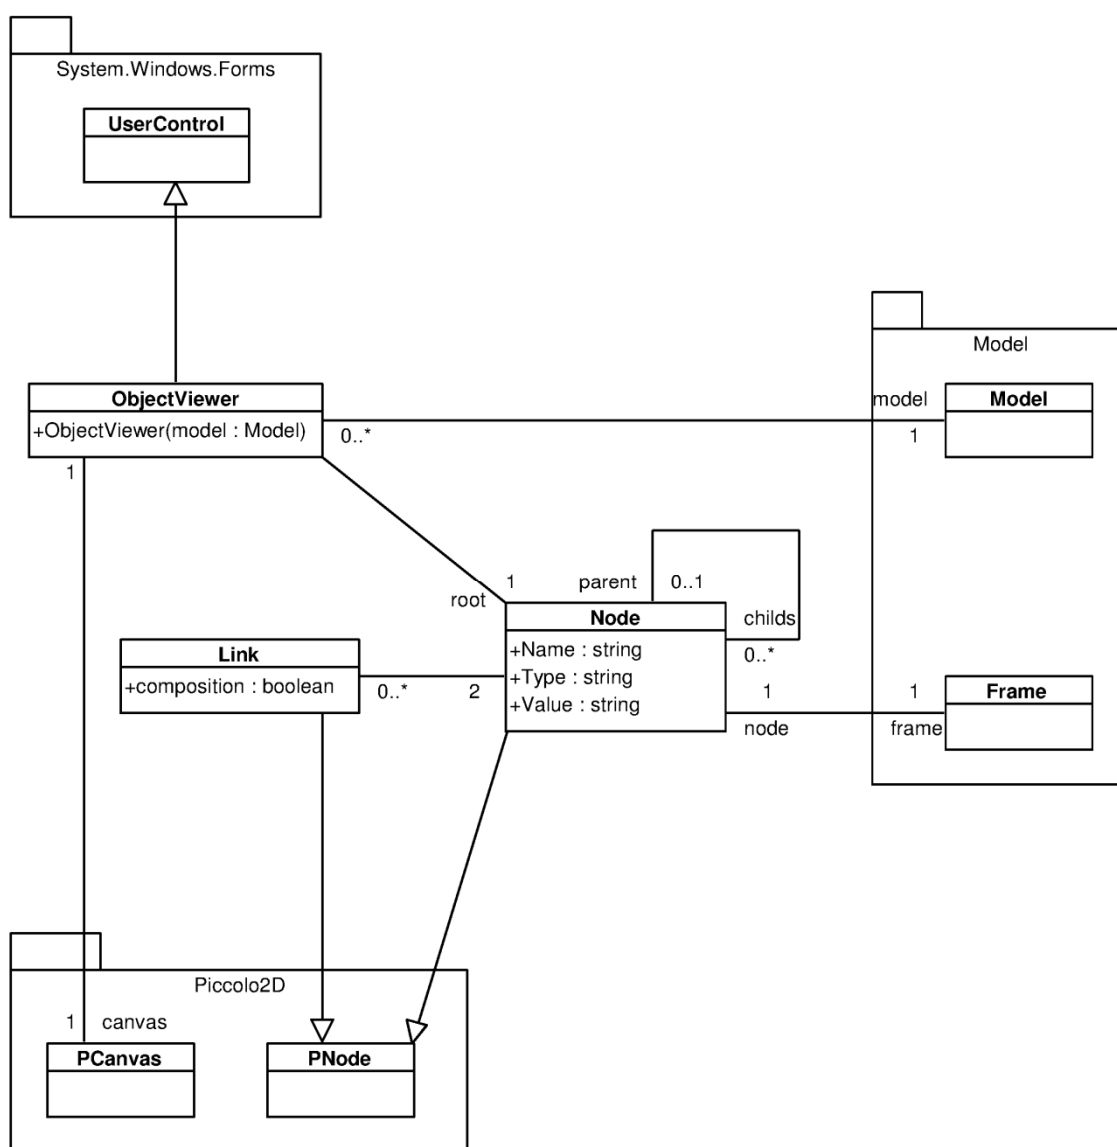 System.Windows.Forms
UserControl
Model
ObjectViewer
+ObjectViewer(model : Model)
0..*
model
1
Model
1
1
root
parent
0..1
childs
0..*
Node
+Name : string
+Type : string
+Value : string
Link
+composition : boolean
0..*
2
1
node
1
frame
Frame
Piccolo2D
1
canvas
PCanvas
PNode